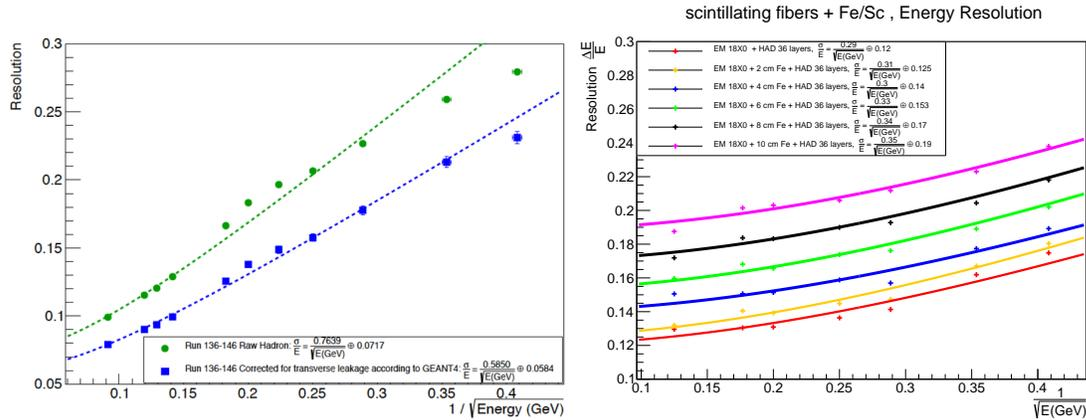 Resolution
0.3
0.25
0.2
0.15
0.1
0.05
0.1 0.15 0.2 0.25 0.3 0.35 0.4
1 / √Energy (GeV)
Run 136-146 Raw Hadron: σ/E = 0.7639/√E(GeV) ⊕ 0.0717
Run 136-146 Corrected for transverse leakage according to GEANT4: σ/E = 0.5850/√E(GeV) ⊕ 0.0584
scintillating fibers + Fe/Sc , Energy Resolution
Resolution ΔE/E
0.3
0.28
0.26
0.24
0.22
0.2
0.18
0.16
0.14
0.12
0.1
EM 18X0 + HAD 36 layers, σ/E = 0.29/√E(GeV) ⊕ 0.12
EM 18X0 + 2 cm Fe + HAD 36 layers, σ/E = 0.31/√E(GeV) ⊕ 0.125
EM 18X0 + 4 cm Fe + HAD 36 layers, σ/E = 0.3/√E(GeV) ⊕ 0.14
EM 18X0 + 6 cm Fe + HAD 36 layers, σ/E = 0.33/√E(GeV) ⊕ 0.153
EM 18X0 + 8 cm Fe + HAD 36 layers, σ/E = 0.34/√E(GeV) ⊕ 0.17
EM 18X0 + 10 cm Fe + HAD 36 layers, σ/E = 0.35/√E(GeV) ⊕ 0.19
0.1 0.15 0.2 0.25 0.3 0.35 0.4
1/√E(GeV)